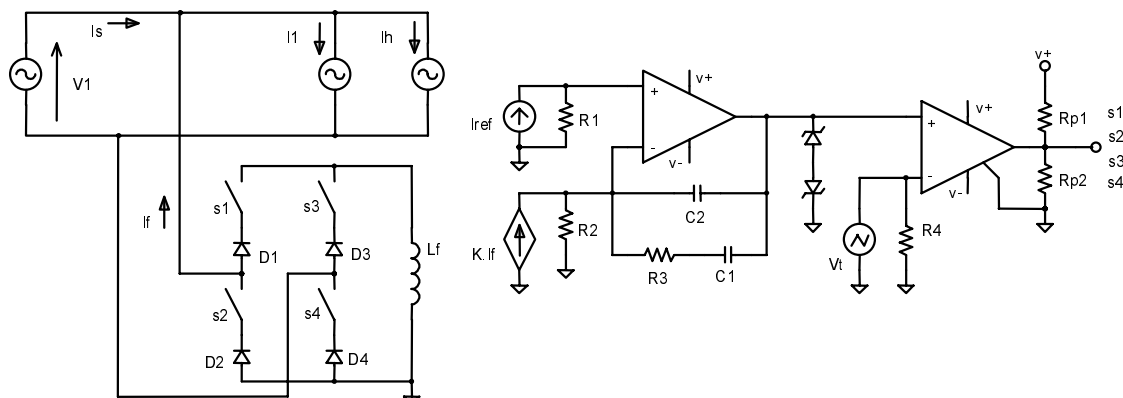 Is
I1
Ih
V1
If
s1
s3
D1
D3
Lf
s2
s4
D2
D4
Iref
R1
+
-
v+
v-
K.If
R2
C2
R3
C1
+
-
v+
v-
Vt
R4
v+
Rp1
Rp2
s1
s2
s3
s4